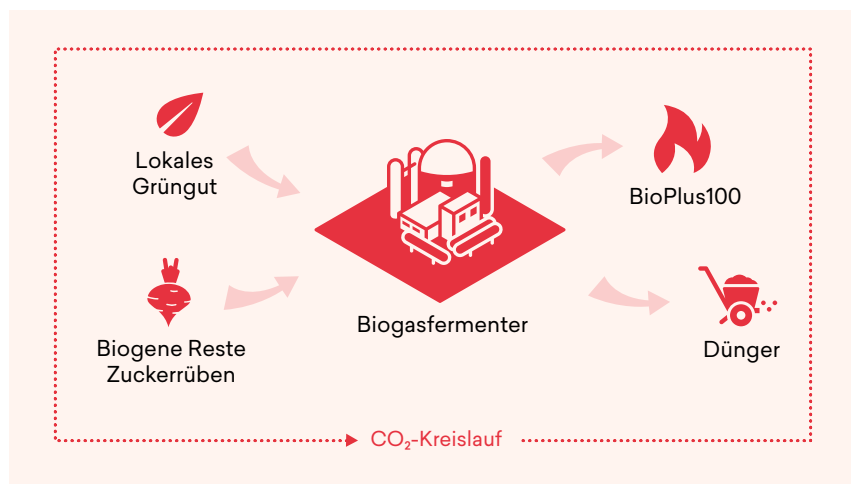 Lokales
Grüngut
BioPlus100
Biogasfermenter
Biogene Reste
Zuckerrüben
Dünger
CO₂-Kreislauf